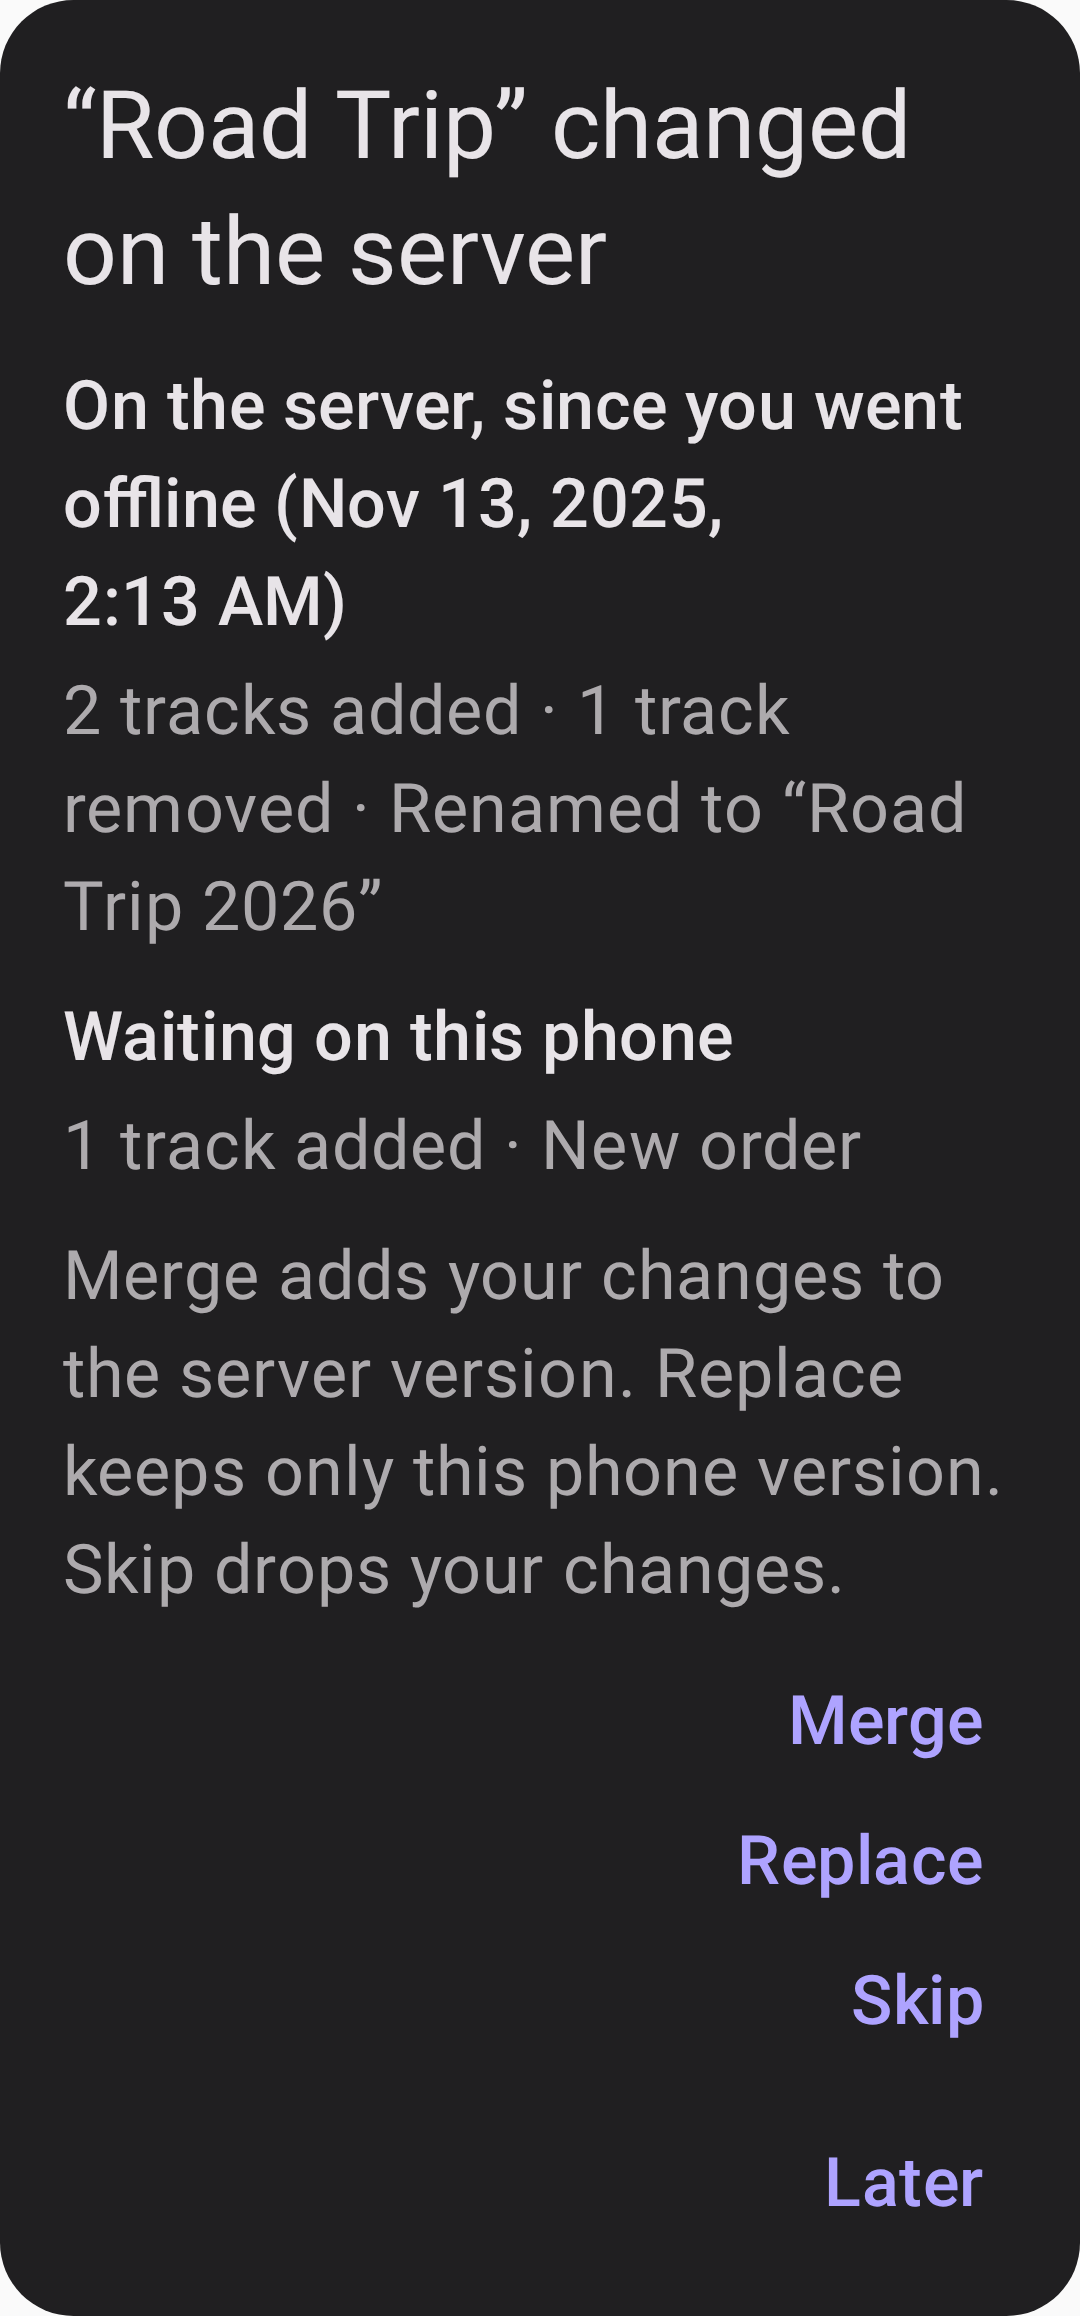 “Road Trip” changed
on the server
On the server, since you went
offline (Nov 13, 2025,
2:13 AM)
2 tracks added · 1 track
removed · Renamed to “Road
Trip 2026”
Waiting on this phone
1 track added · New order
Merge adds your changes to
the server version. Replace
keeps only this phone version.
Skip drops your changes.
Merge
Replace
Skip
Later